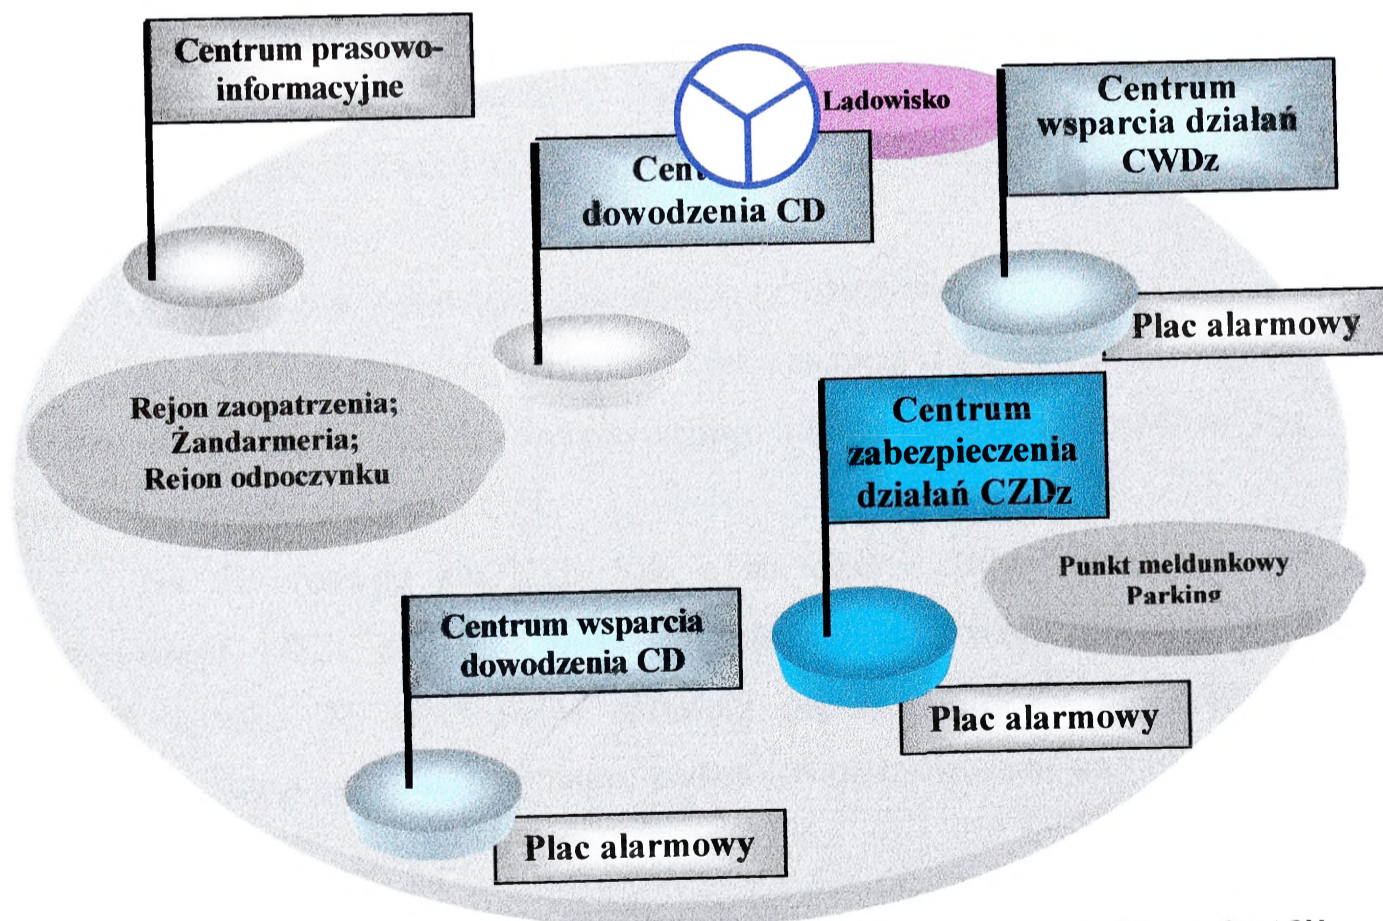 Centrum prasowo-
informacyjne
Lądowisko
Centrum
wsparcia działań
CWDz
dowodzenia CD
Plac alarmowy
Rejon zaopatrzenia;
Żandarmeria;
Rejon odpoczynku
Centrum
zabezpieczenia
działań CZDz
Punkt meldunkowy
Parking
Centrum wsparcia
dowodzenia CD
Plac alarmowy
Plac alarmowy